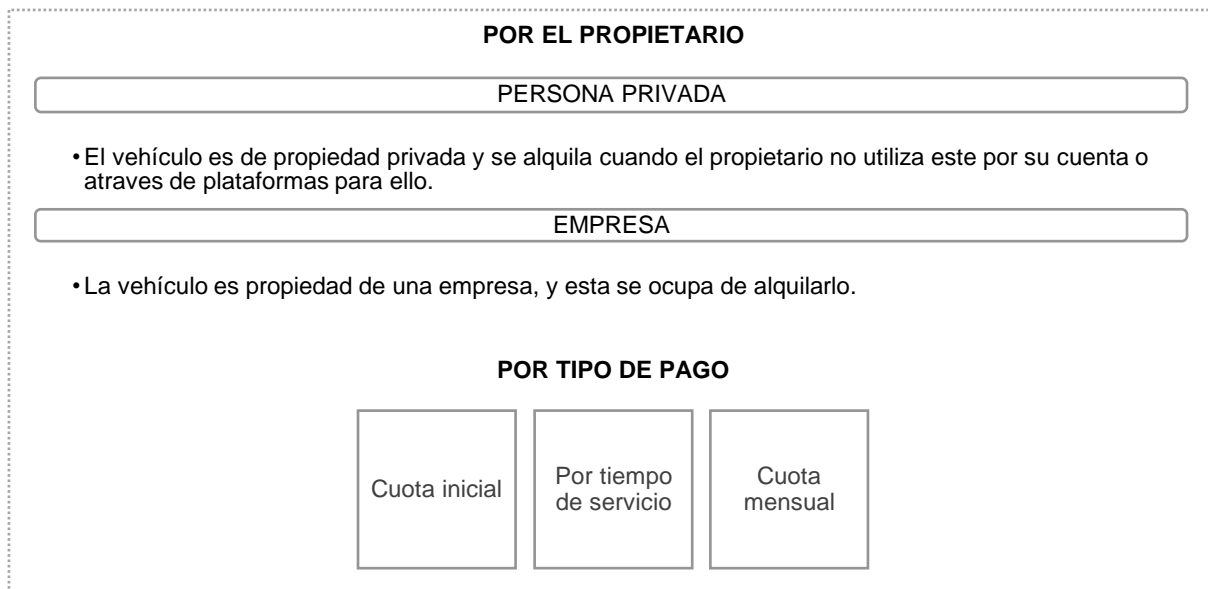 POR EL PROPIETARIO
PERSONA PRIVADA
•El vehículo es de propiedad privada y se alquila cuando el propietario no utiliza este por su cuenta o
atraves de plataformas para ello.
EMPRESA
•La vehículo es propiedad de una empresa, y esta se ocupa de alquilarlo.
POR TIPO DE PAGO
Cuota inicial
Por tiempo
de servicio
Cuota
mensual